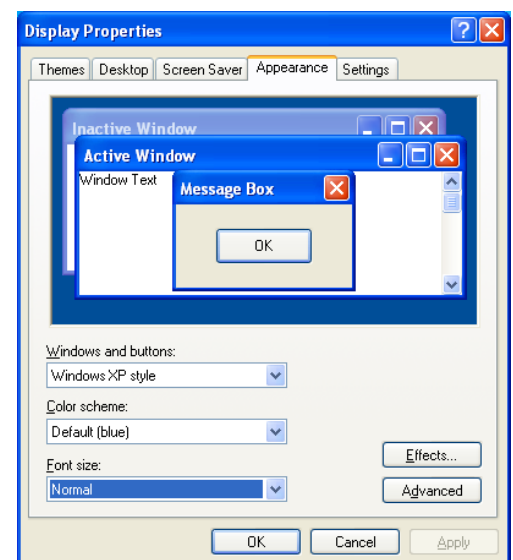 Display Properties
Themes Desktop Screen Saver Appearance Settings
Inactive Window
Active Window
Window Text
Message Box
OK
Windows and buttons:
Windows XP style
Color scheme:
Default (blue)
Effects...
Font size:
Normal
Advanced
OK Cancel Apply